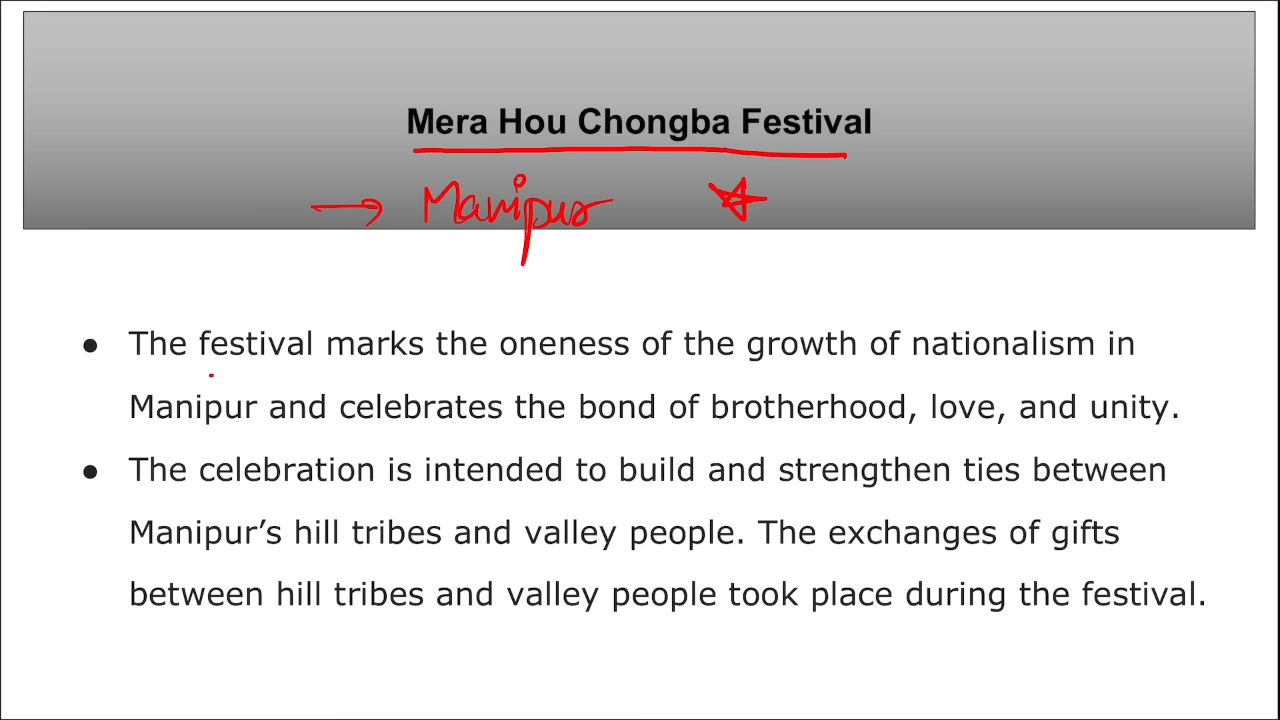 Mera Hou Chongba Festival
→ Manipur
● The festival marks the oneness of the growth of nationalism in
Manipur and celebrates the bond of brotherhood, love, and unity.
● The celebration is intended to build and strengthen ties between
Manipur’s hill tribes and valley people. The exchanges of gifts
between hill tribes and valley people took place during the festival.